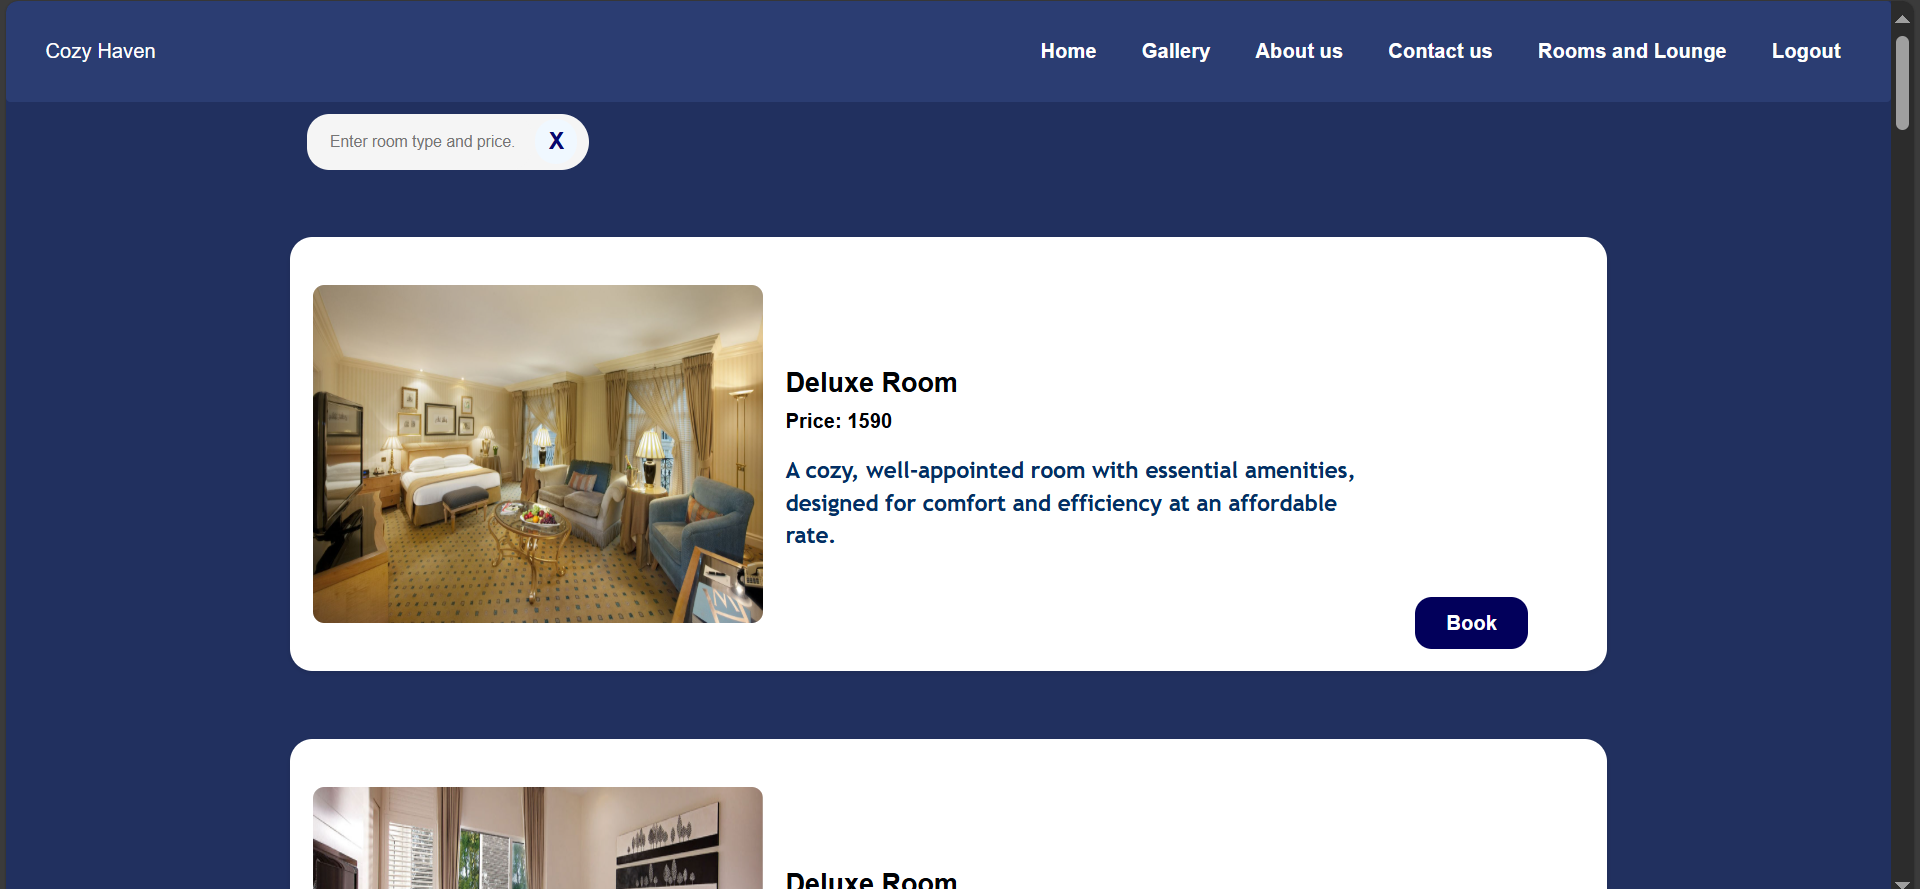 Cozy Haven
Home Gallery About us Contact us Rooms and Lounge Logout
Enter room type and price. X
Deluxe Room
Price: 1590
A cozy, well-appointed room with essential amenities,
designed for comfort and efficiency at an affordable
rate.
Book
Deluxe Room